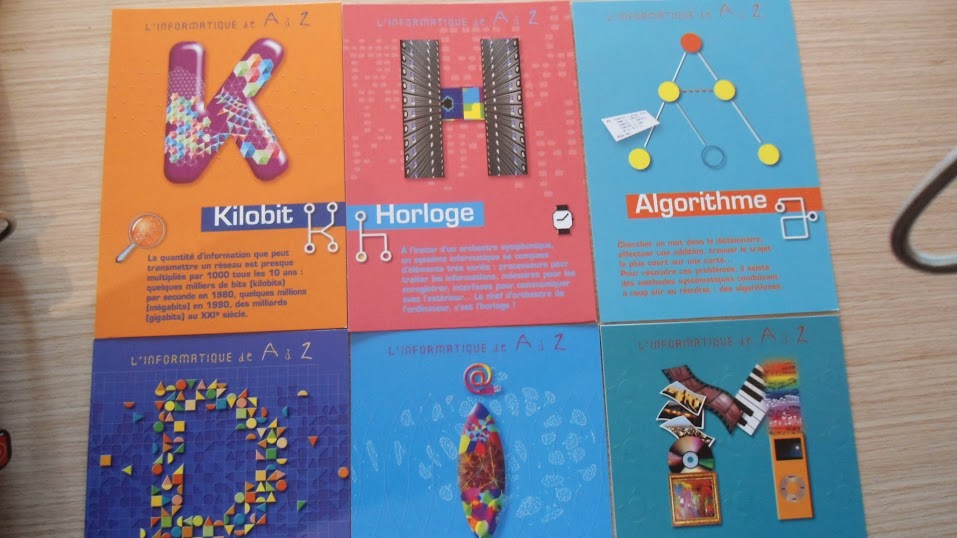 L'INFORMATIQUE de A à Z
Kilobit
La quantité d'information que peut
transmettre un réseau est presque
multipliée par 1000 tous les 10 ans :
quelques milliers de bits (kilobits)
par seconde en 1980, quelques millions
(mégabits) en 1990, des milliards
(gigabits) au XXIe siècle.
L'INFORMATIQUE de A à Z
Horloge
A l'instar d'un orchestre symphonique,
un système informatique se compose
d'éléments très variés : processeurs pour
traiter les informations, mémoires pour les
enregistrer, interfaces pour communiquer
avec l'extérieur... Le chef d'orchestre de
l'ordinateur, c'est l'horloge !
L'INFORMATIQUE de A à Z
Algorithme
Chercher un mot dans le dictionnaire,
effectuer une addition, trouver le trajet
le plus court sur une carte...
Pour résoudre ces problèmes, il existe
des méthodes systématiques conduisant
à coup sûr au résultat : des algorithmes.
L'INFORMATIQUE de A à Z
L'INFORMATIQUE de A à Z
@
L'INFORMATIQUE de A à Z